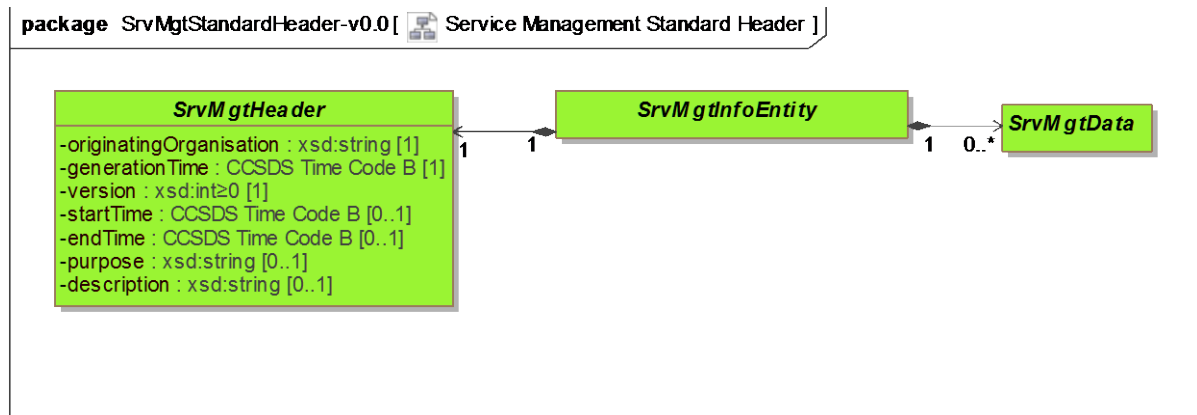 package SrvMgtStandardHeader-v0.0[ Service Management Standard Header ]
SrvMgtHeader
-originatingOrganisation : xsd:string [1]
-generationTime : CCSDS Time Code B [1]
-version : xsd:int≥0 [1]
-startTime : CCSDS Time Code B [0..1]
-endTime : CCSDS Time Code B [0..1]
-purpose : xsd:string [0..1]
-description : xsd:string [0..1]
1
1
SrvMgtInfoEntity
1
0..*
SrvMgtData